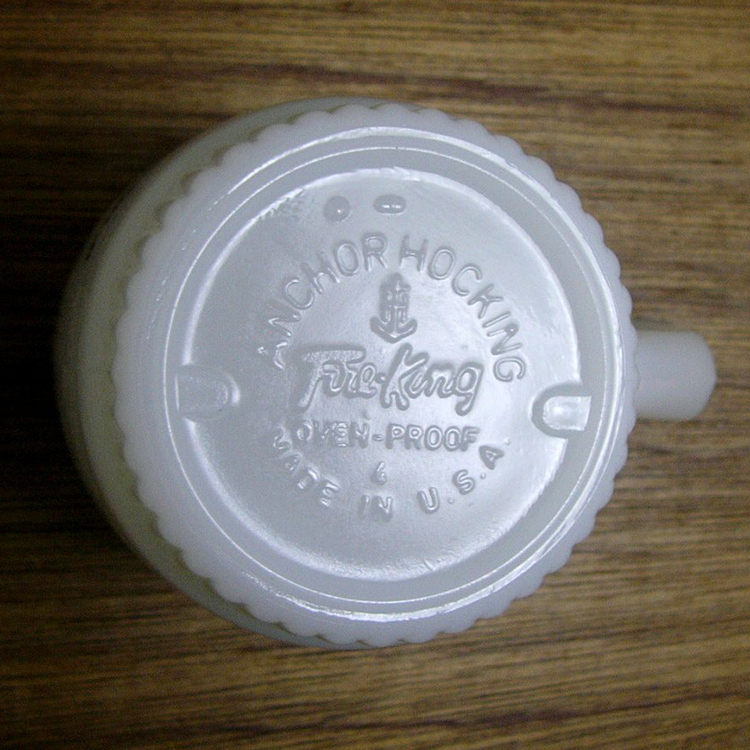 ANCHOR HOCKING
Fire-King
OVEN-PROOF
4
MADE IN U.S.A.